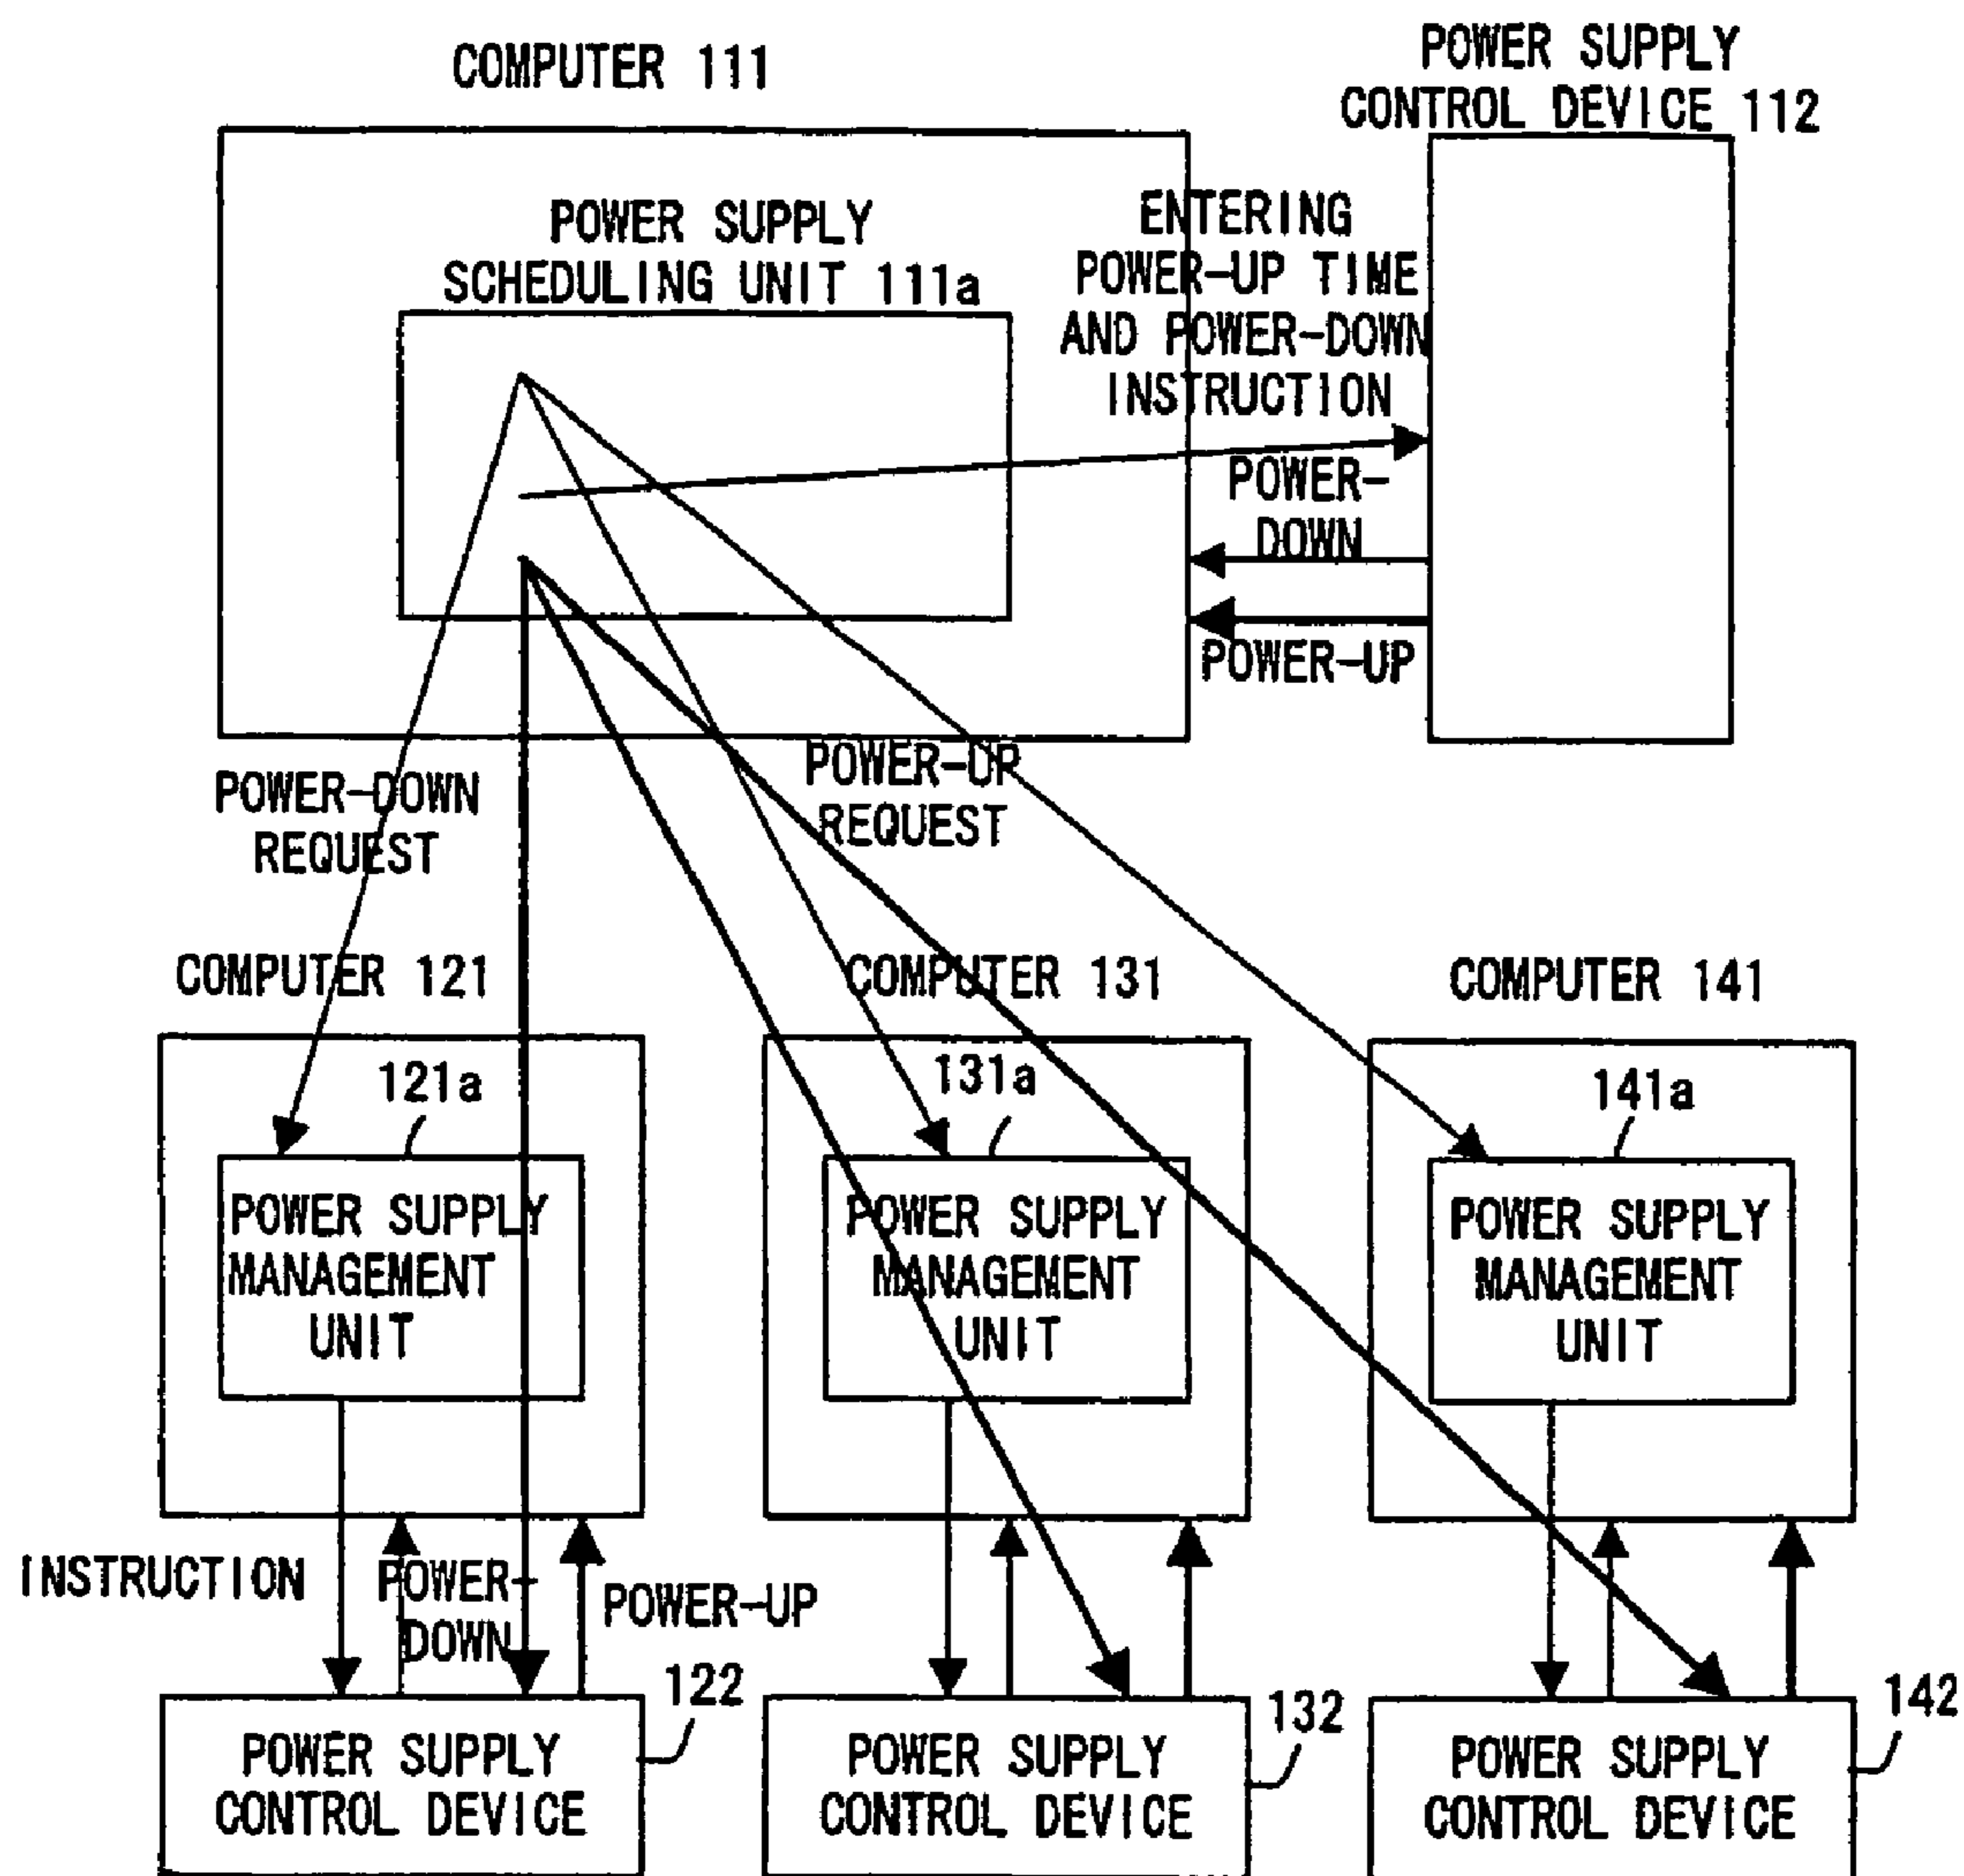 COMPUTER 111
POWER SUPPLY
CONTROL DEVICE 112
POWER SUPPLY
SCHEDULING UNIT 111a
ENTERING
POWER-UP TIME
AND POWER-DOWN
INSTRUCTION
POWER-
DOWN
POWER-UP
POWER-DOWN
REQUEST
POWER-UP
REQUEST
COMPUTER 121
COMPUTER 131
COMPUTER 141
121a
131a
141a
POWER SUPPLY
MANAGEMENT
UNIT
POWER SUPPLY
MANAGEMENT
UNIT
POWER SUPPLY
MANAGEMENT
UNIT
INSTRUCTION
POWER-
DOWN
POWER-UP
122
132
142
POWER SUPPLY
CONTROL DEVICE
POWER SUPPLY
CONTROL DEVICE
POWER SUPPLY
CONTROL DEVICE